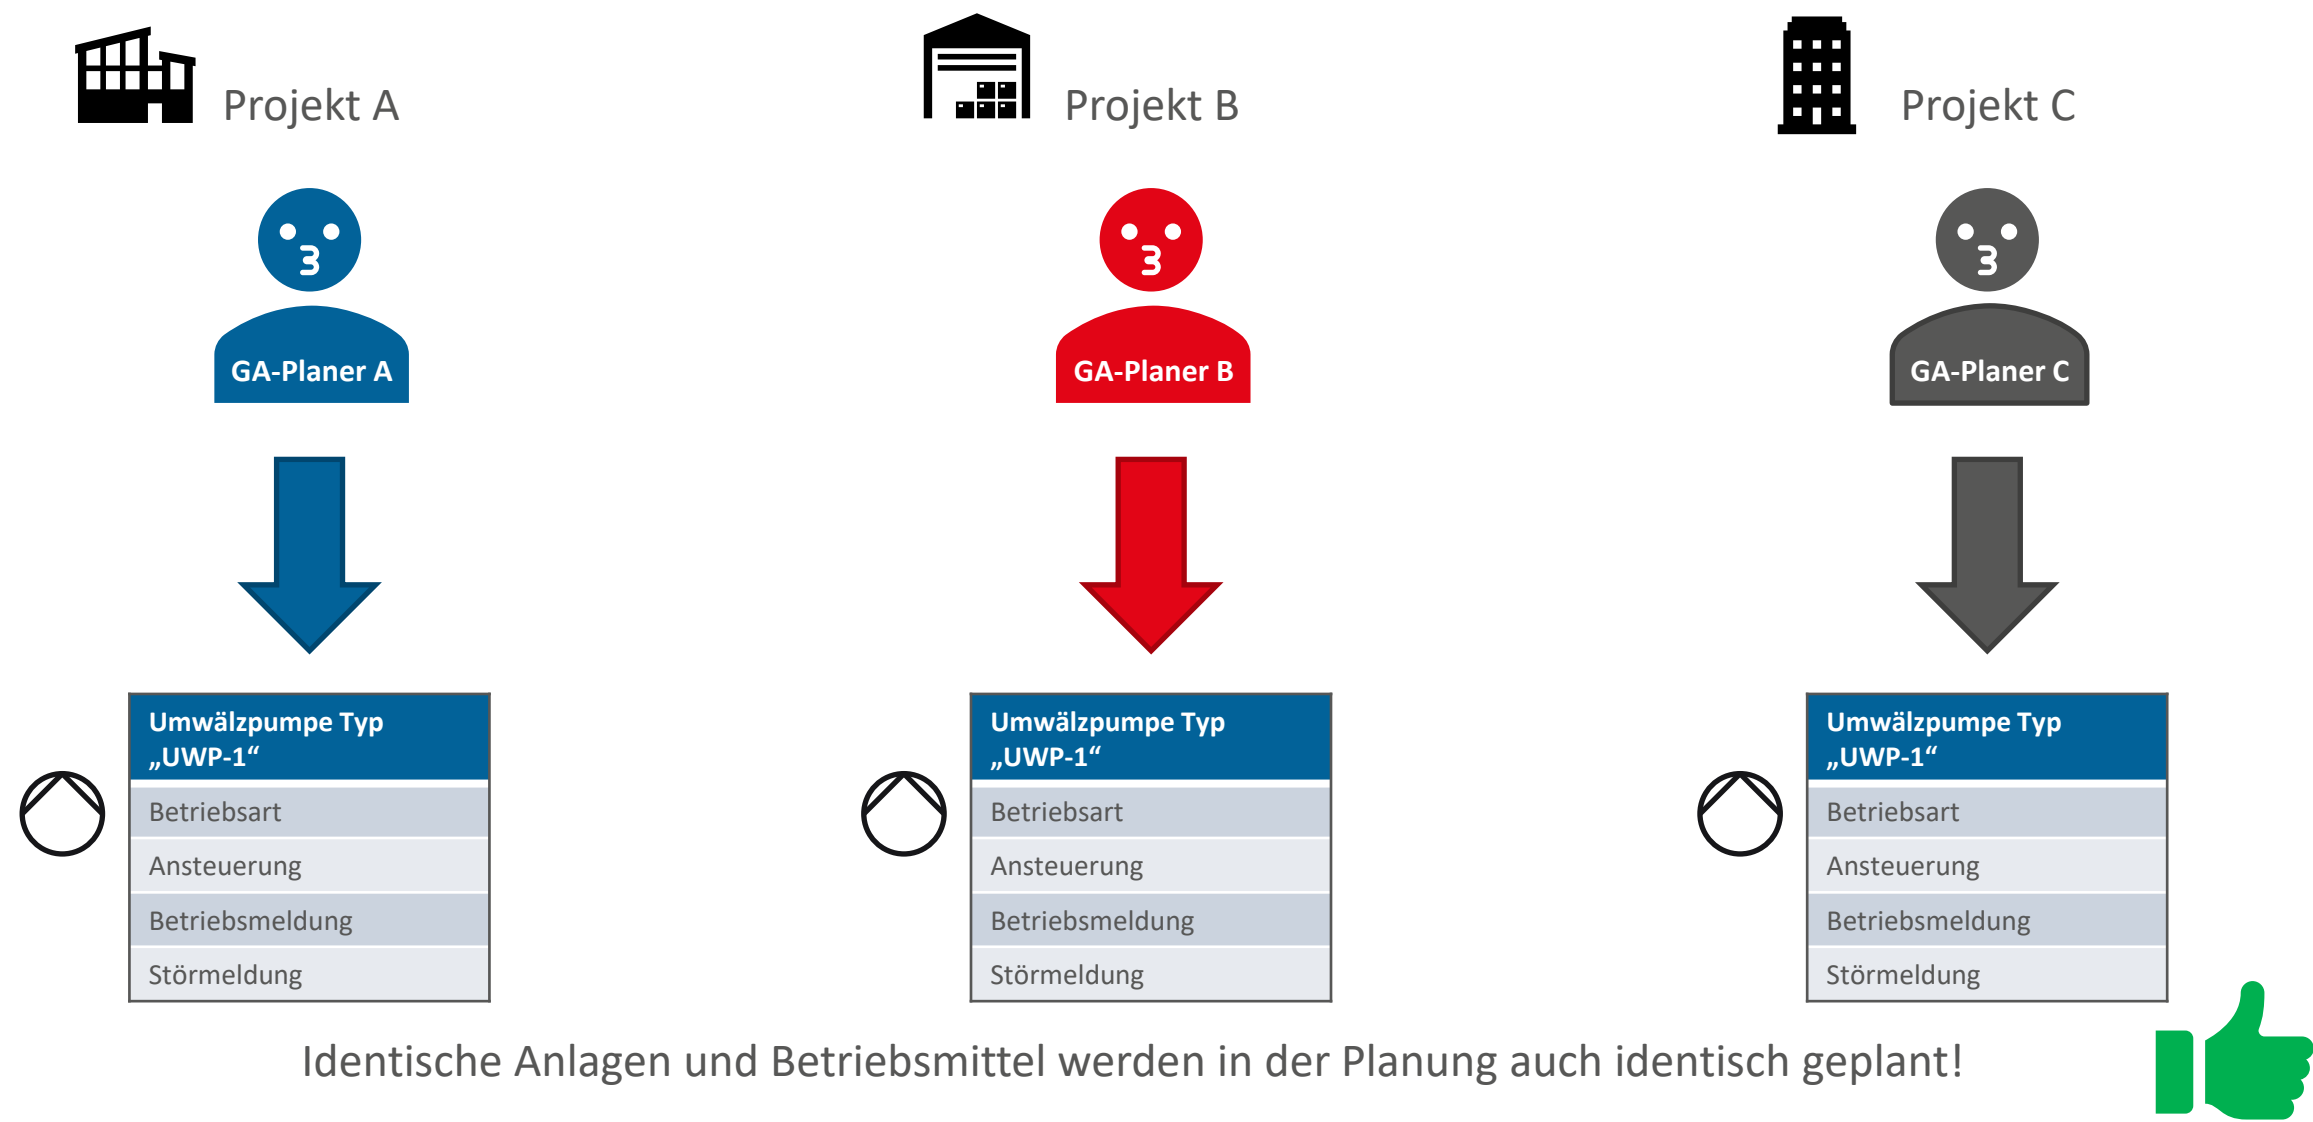 Projekt A
Projekt B
Projekt C
GA-Planer A
GA-Planer B
GA-Planer C
Umwälzpumpe Typ
„UWP-1“
Betriebsart
Ansteuerung
Betriebsmeldung
Störmeldung
Umwälzpumpe Typ
„UWP-1“
Betriebsart
Ansteuerung
Betriebsmeldung
Störmeldung
Umwälzpumpe Typ
„UWP-1“
Betriebsart
Ansteuerung
Betriebsmeldung
Störmeldung
Identische Anlagen und Betriebsmittel werden in der Planung auch identisch geplant!